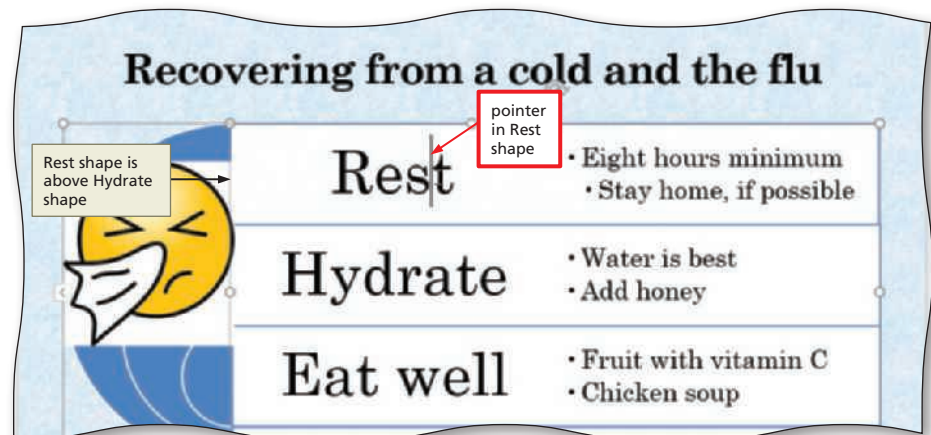 Recovering from a cold and the flu
pointer
in Rest
shape
Rest shape is
above Hydrate
shape
Rest
• Eight hours minimum
• Stay home, if possible
Hydrate
• Water is best
• Add honey
Eat well
• Fruit with vitamin C
• Chicken soup